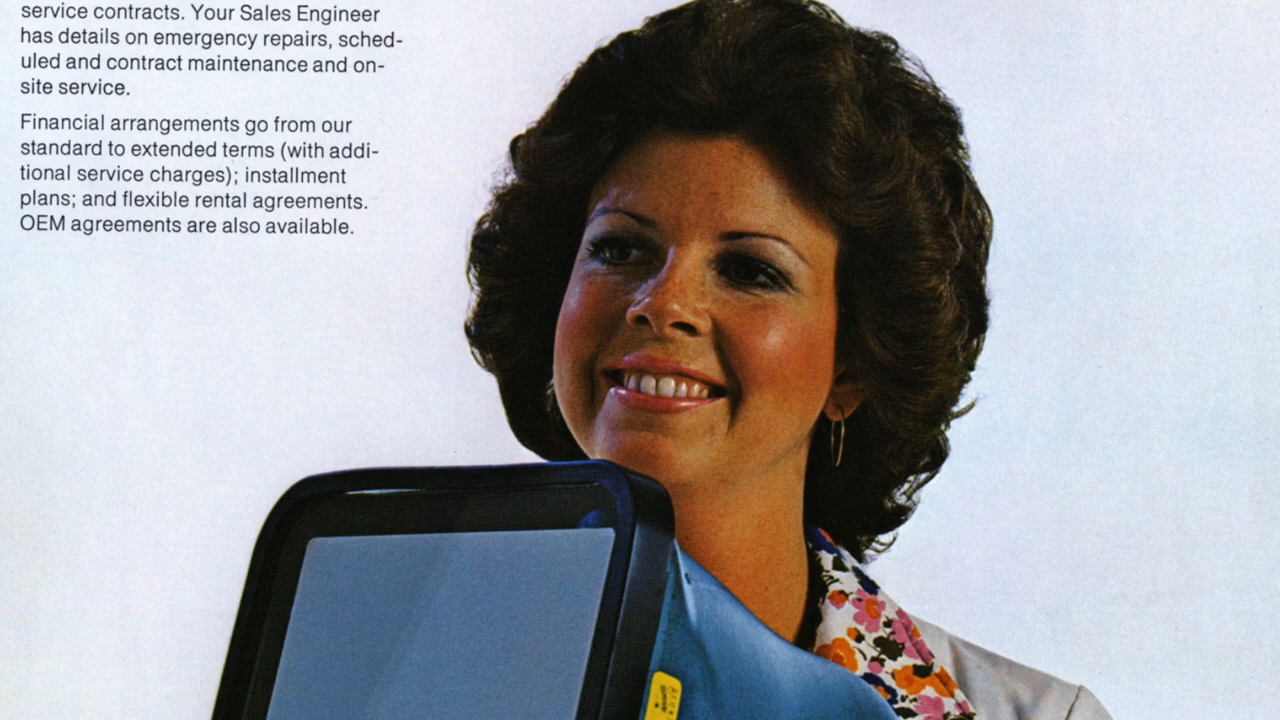 service contracts. Your Sales Engineer
has details on emergency repairs, sched-
uled and contract maintenance and on-
site service.
Financial arrangements go from our
standard to extended terms (with addi-
tional service charges); installment
plans; and flexible rental agreements.
OEM agreements are also available.